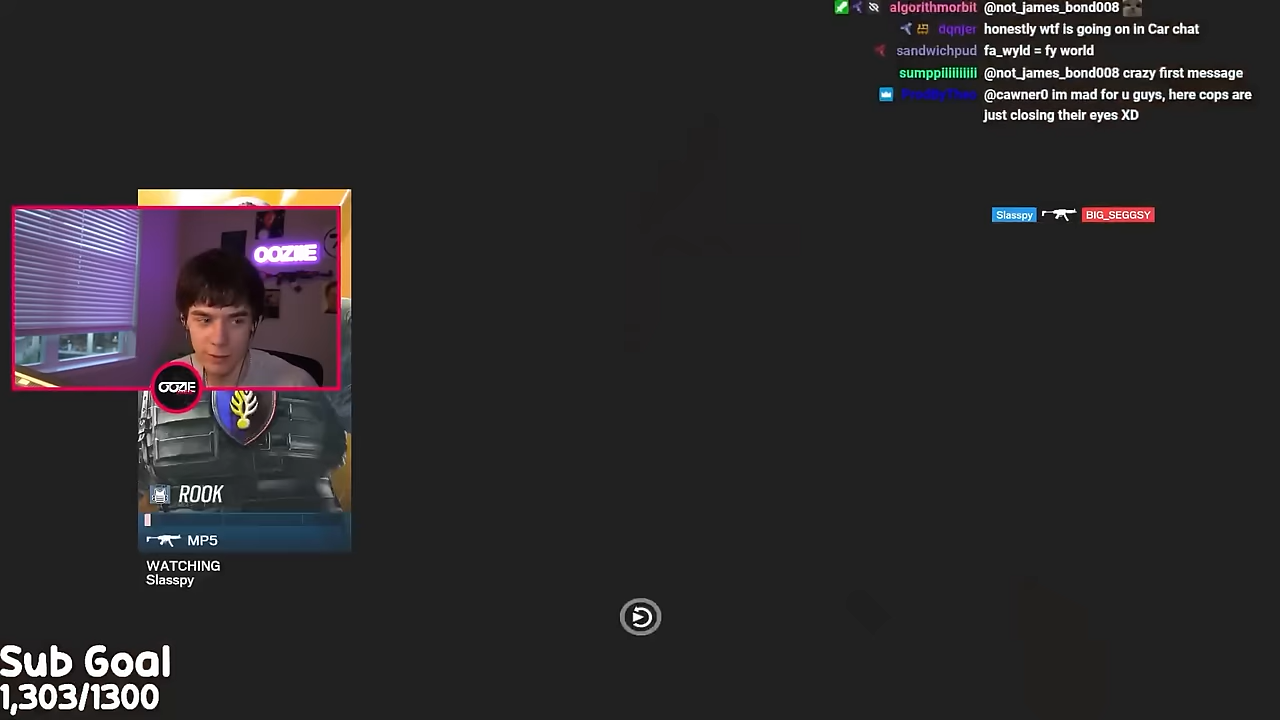 algorithmorbit @not_james_bond008
dqnjer honestly wtf is going on in Car chat
sandwichpud fa_wyld = fy world
sumppiiiiiiiiii @not_james_bond008 crazy first message
@cawner0 im mad for u guys, here cops are
just closing their eyes XD
Slasspy BIG_SEGGSY
OOZIIE
OOZIE
ROOK
MP5
WATCHING
Slasspy
Sub Goal
1,303/1300